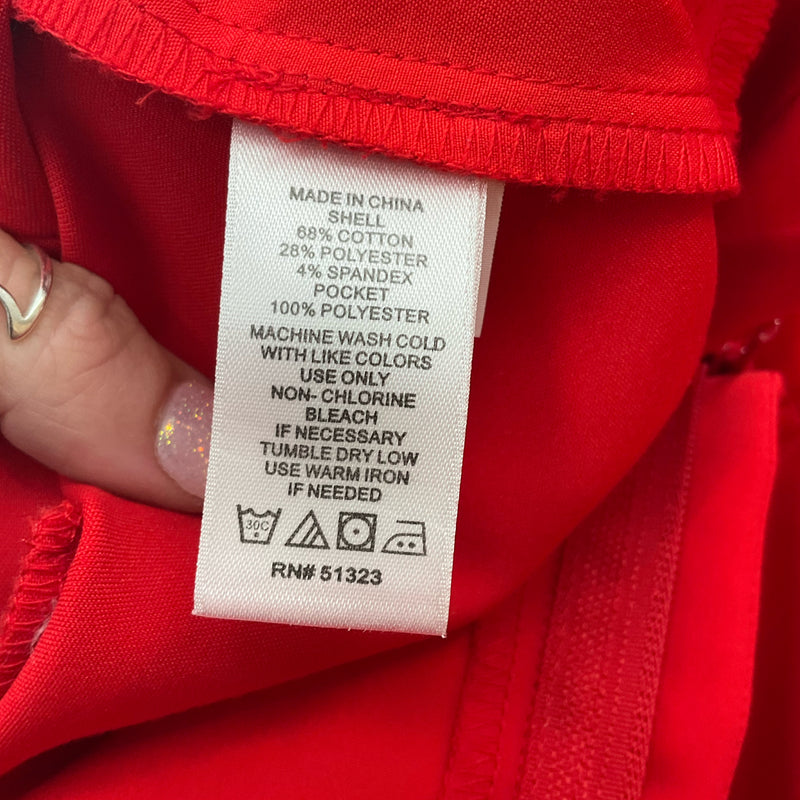 MADE IN CHINA
SHELL
68% COTTON
28% POLYESTER
4% SPANDEX
POCKET
100% POLYESTER
MACHINE WASH COLD
WITH LIKE COLORS
USE ONLY
NON- CHLORINE
BLEACH
IF NECESSARY
TUMBLE DRY LOW
USE WARM IRON
IF NEEDED
30C
RN# 51323